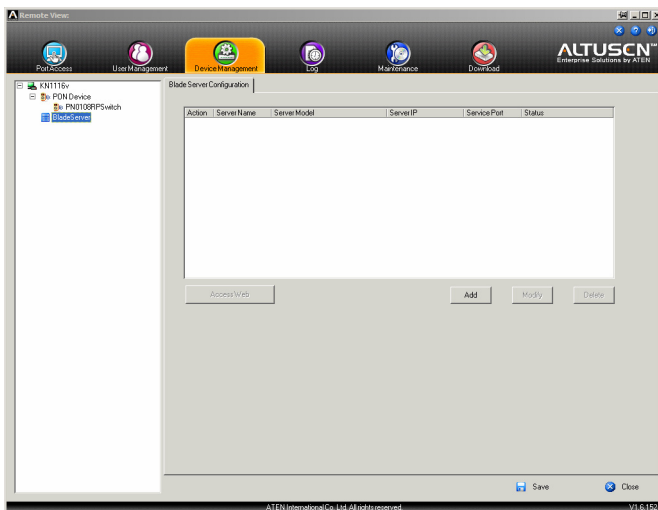 Remote View:
ALTUSCN™
Enterprise Solutions by ATEN
Port Access User Management Device Management Log Maintenance Download
KN1116v
PON Device
PN0108RPSwitch
BladeServer
Blade Server Configuration
Action Server Name Server Model Server IP Service Port Status
Access Web Add Modify Delete
Save Close
ATEN International Co., Ltd. All rights reserved.
V1.6.152